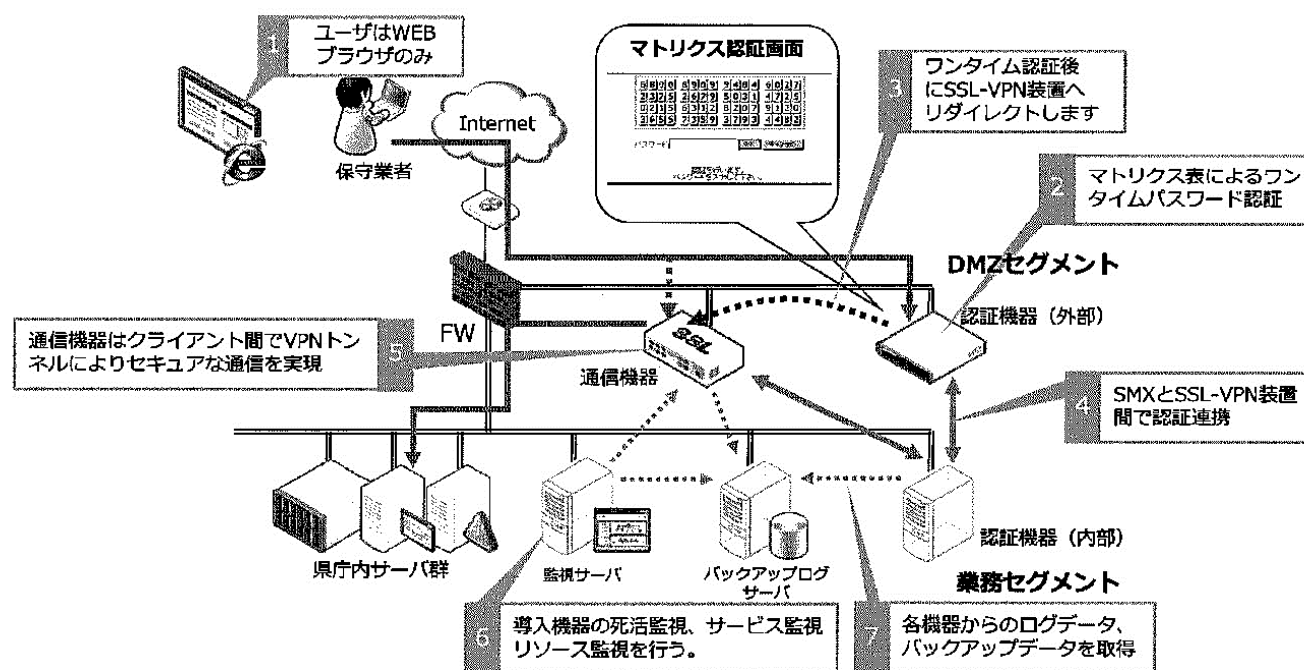 1
ユーザはWEB
ブラウザのみ
保守業者
Internet
マトリクス認証画面
パスワード
3
ワンタイム認証後
にSSL-VPN装置へ
リダイレクトします
2
マトリクス表によるワン
タイムパスワード認証
DMZセグメント
認証機器（外部）
FW
SSL
通信機器
5
通信機器はクライアント間でVPNトン
ネルによりセキュアな通信を実現
4
SMXとSSL-VPN装置
間で認証連携
県庁内サーバ群
監視サーバ
バックアップログ
サーバ
認証機器（内部）
業務セグメント
6
導入機器の死活監視、サービス監視
リソース監視を行う。
7
各機器からのログデータ、
バックアップデータを取得